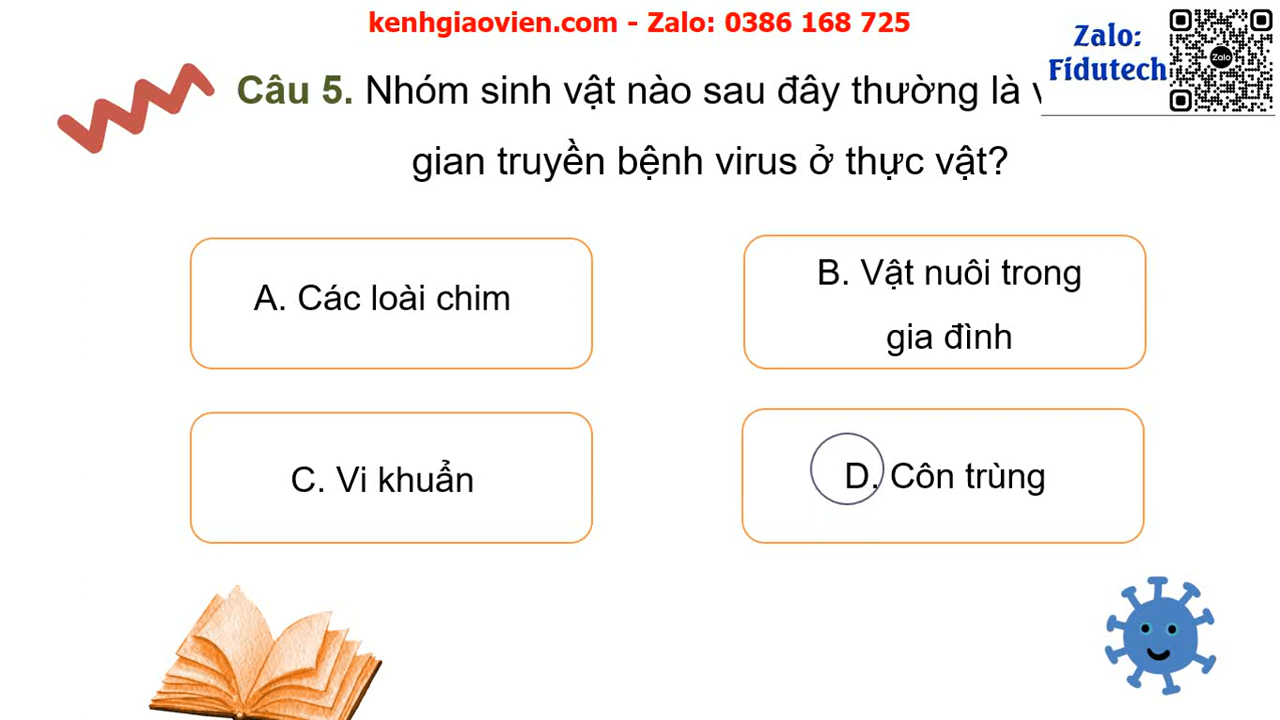 kenhgiaovien.com - Zalo: 0386 168 725
Zalo:
Fidutech
Zalo
Câu 5. Nhóm sinh vật nào sau đây thường là
gian truyền bệnh virus ở thực vật?
A. Các loài chim
B. Vật nuôi trong
gia đình
C. Vi khuẩn
D. Côn trùng